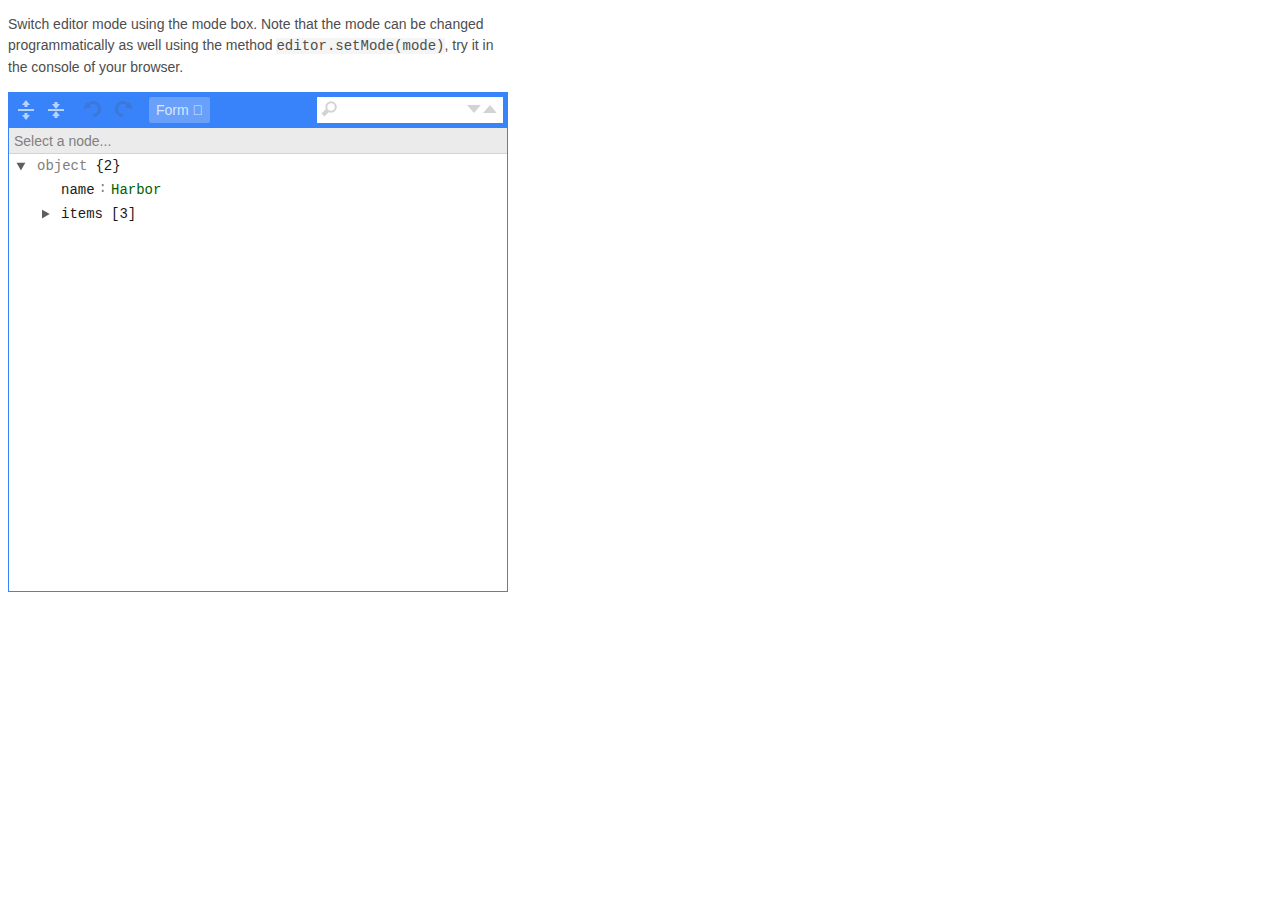 Switch editor mode using the mode box. Note that the mode can be changed
programmatically as well using the method editor.setMode(mode), try it in
the console of your browser.
Form
Select a node...
object {2}
name : Harbor
items [3]